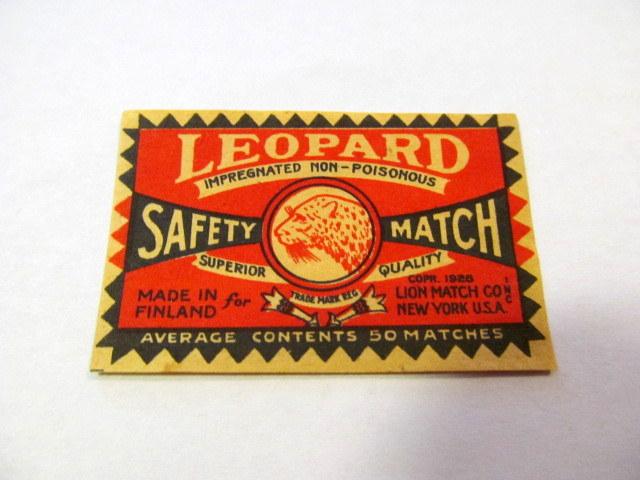 LEOPARD
IMPREGNATED NON-POISONOUS
SAFETY MATCH
SUPERIOR QUALITY
MADE IN FINLAND for
TRADE MARK REG
COPR. 1928
LION MATCH CO INC
NEW YORK U.S.A.
AVERAGE CONTENTS 50 MATCHES